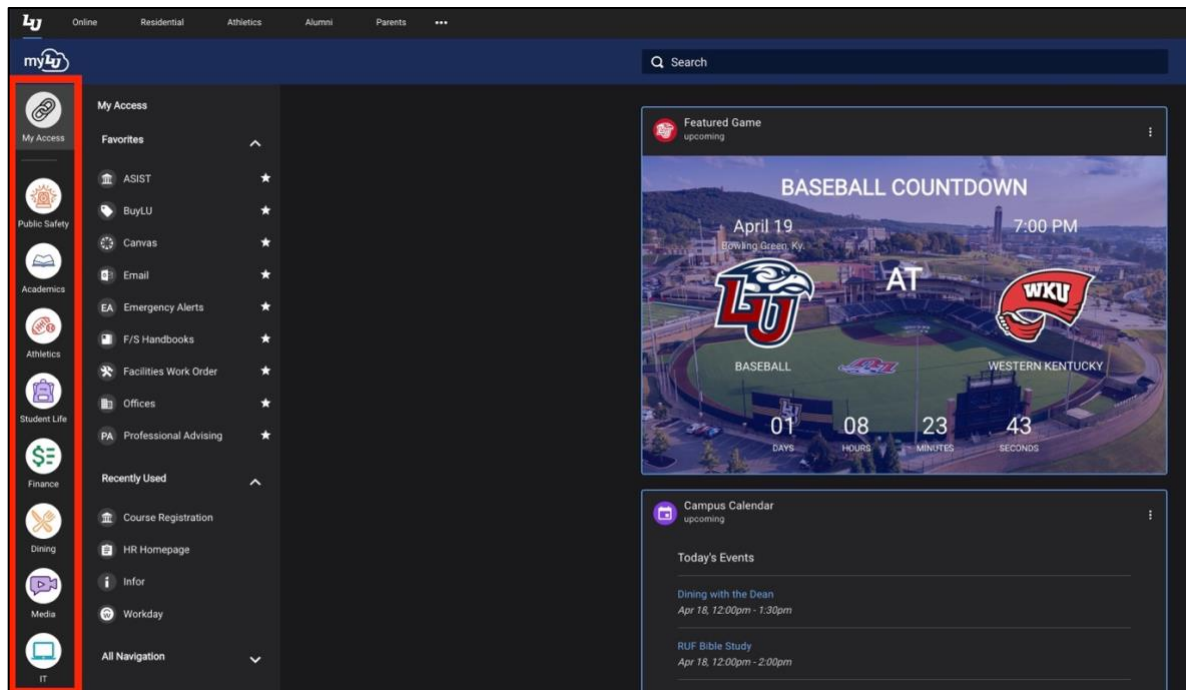 LU Online Residential Athletics Alumni Parents •••
myLU
Search
My Access
Public Safety
Academics
Athletics
Student Life
Finance
Dining
Media
IT
My Access
Favorites
ASIST
BuyLU
Canvas
Email
EA Emergency Alerts
F/S Handbooks
Facilities Work Order
Offices
PA Professional Advising
Recently Used
Course Registration
HR Homepage
i Infor
Workday
All Navigation
Featured Game
upcoming
BASEBALL COUNTDOWN
April 19 7:00 PM
Bowling Green, Ky.
LU AT WKU
BASEBALL WESTERN KENTUCKY
01 08 23 43
DAYS HOURS MINUTES SECONDS
Campus Calendar
upcoming
Today's Events
Dining with the Dean
Apr 18, 12:00pm - 1:30pm
RUF Bible Study
Apr 18, 12:00pm - 2:00pm